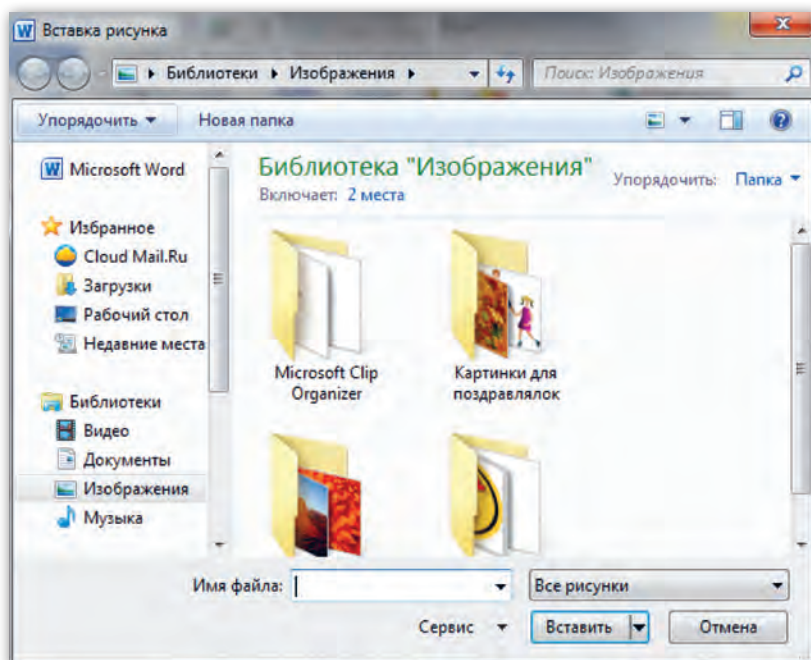 Вставка рисунка
Библиотеки Изображения
Поиск: Изображения
Упорядочить Новая папка
Microsoft Word
Избранное
Cloud Mail.Ru
Загрузки
Рабочий стол
Недавние места
Библиотеки
Видео
Документы
Изображения
Музыка
Библиотека "Изображения"
Включает: 2 места
Упорядочить: Папка
Microsoft Clip
Organizer
Картинки для
поздравлялок
Имя файла:
Все рисунки
Сервис Вставить Отмена